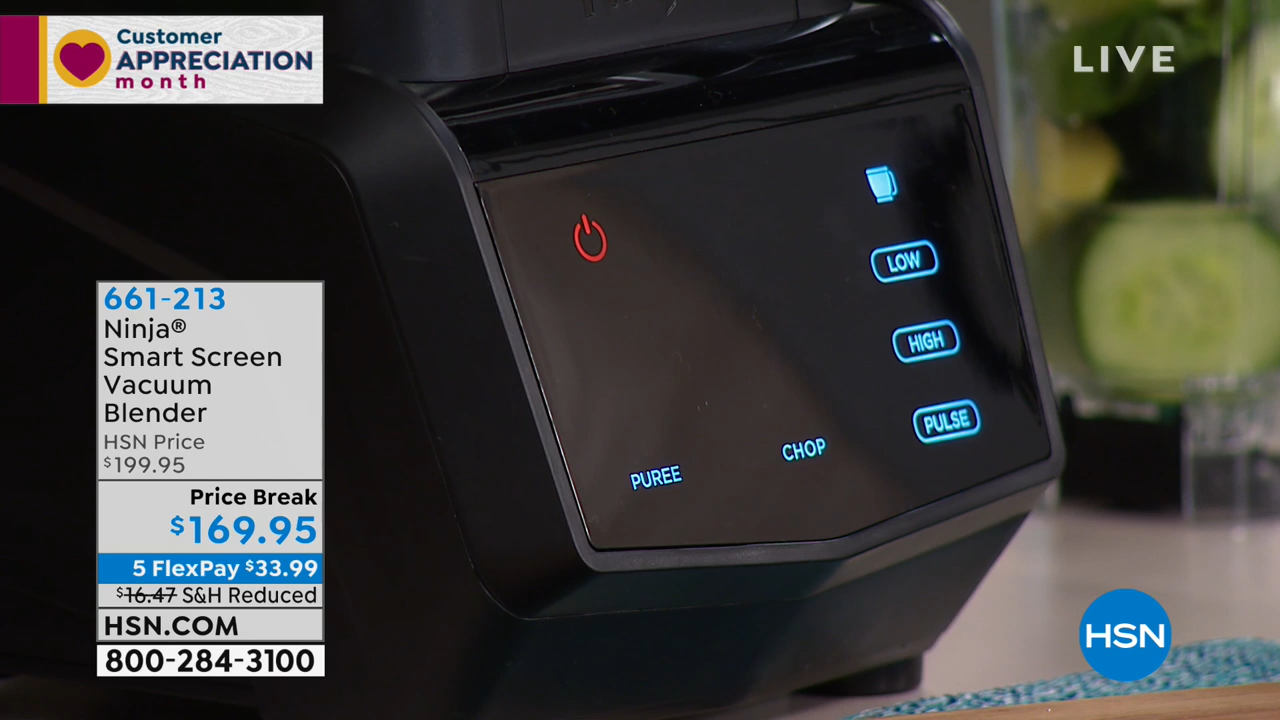 Customer
APPRECIATION
month
LIVE
661-213
Ninja®
Smart Screen
Vacuum
Blender
HSN Price
$199.95
Price Break
$169.95
5 FlexPay $33.99
$16.47 S&H Reduced
HSN.COM
800-284-3100
LOW
HIGH
PULSE
CHOP
PUREE
HSN